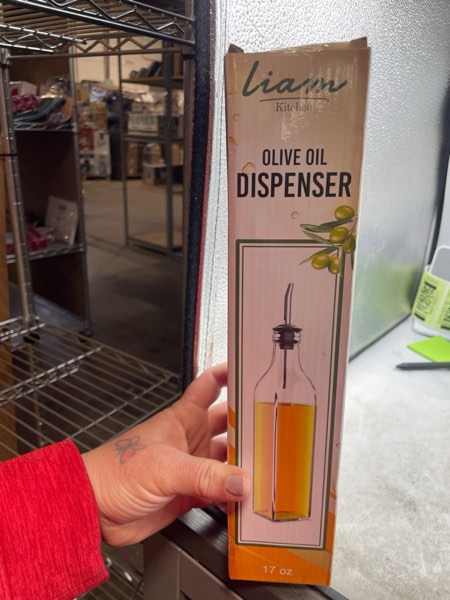 liam
Kitchen
OLIVE OIL
DISPENSER
17 oz